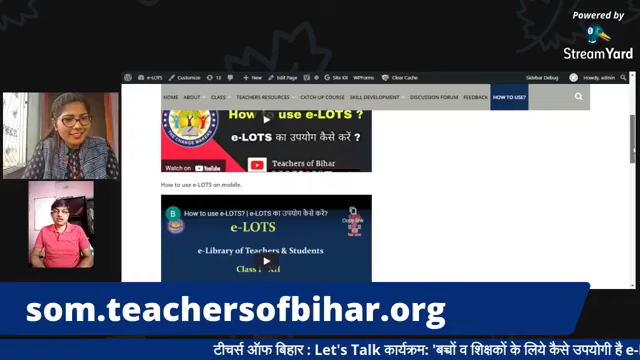 Powered by
StreamYard
e-LOTS Customize 13 New Edit Page Site Kit WPForms Clear Cache Sidebar Debug Howdy, admin
HOME ABOUT CLASS TEACHERS RESOURCES CATCH UP COURSE SKILL DEVELOPMENT DISCUSSION FORUM FEEDBACK HOW TO USE?
How to use e-LOTS ?
e-LOTS का उपयोग कैसे करें ?
Watch on YouTube
Teachers of Bihar
How to use e-LOTS on mobile.
B How to use e-LOTS? | e-LOTS का उपयोग कैसे करें?
Copy link
e-LOTS
e-Library of Teachers & Students
som.teachersofbihar.org
टीचर्स ऑफ बिहार : Let's Talk कार्यक्रम: 'बच्चों व शिक्षकों के लिये कैसे उपयोगी है e-